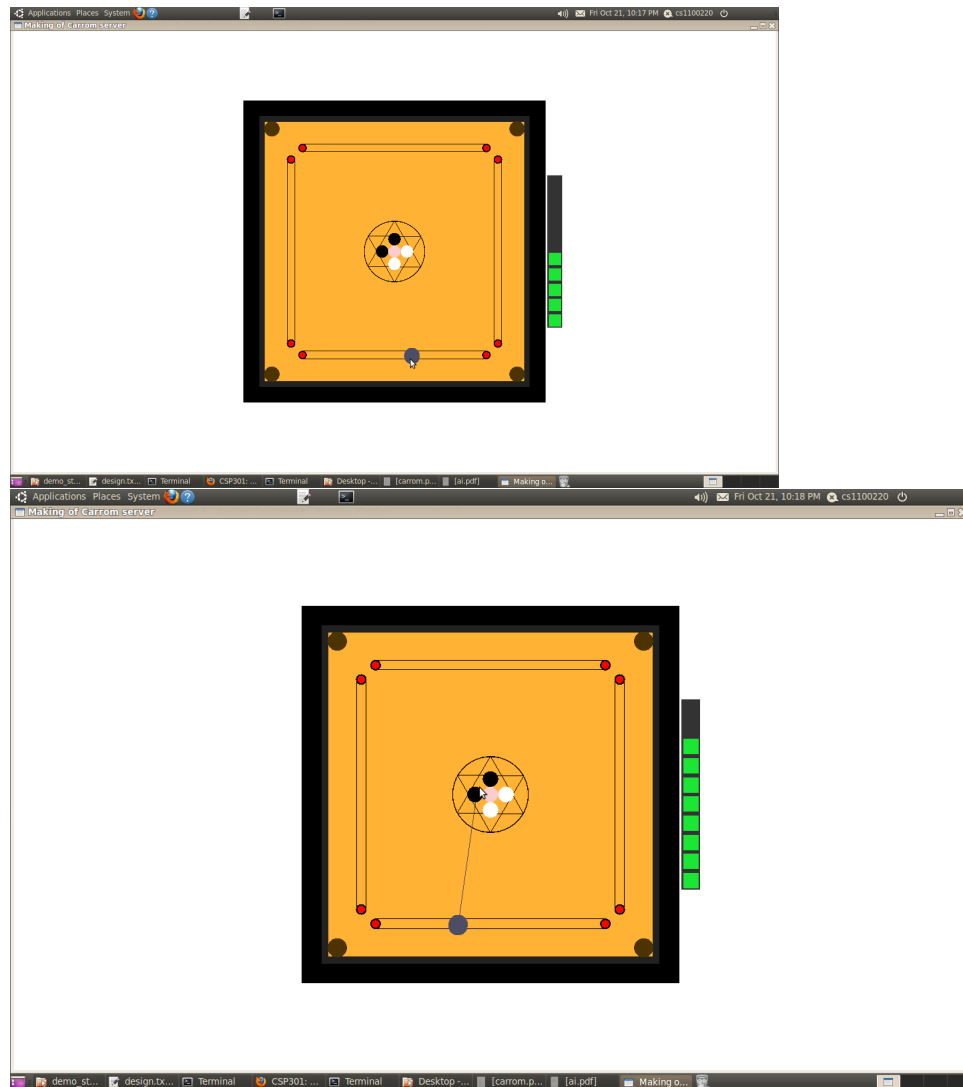 Applications Places System
Fri Oct 21, 10:17 PM cs1100220
Making of Carrom server
demo_st... design.tx... Terminal CSP301: ... Terminal Desktop -... [carrom.p... [ai.pdf] Making o...
Applications Places System
Fri Oct 21, 10:18 PM cs1100220
Making of Carrom server
demo_st... design.tx... Terminal CSP301: ... Terminal Desktop -... [carrom.p... [ai.pdf] Making o...